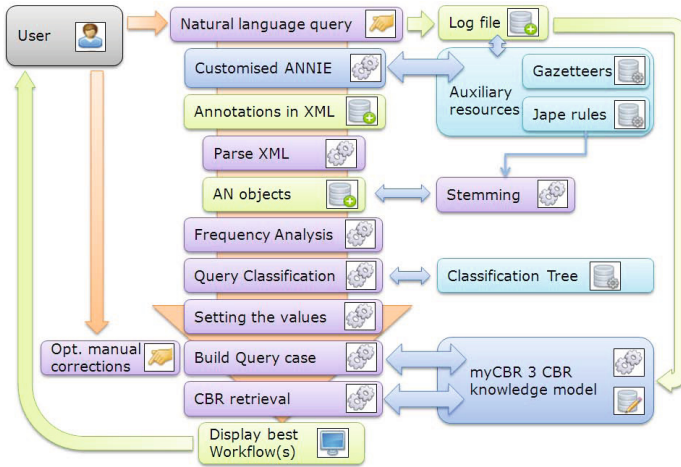 User
Natural language query
Log file
Customised ANNIE
Auxiliary
resources
Gazetteers
Jape rules
Annotations in XML
Parse XML
AN objects
Stemming
Frequency Analysis
Query Classification
Classification Tree
Setting the values
Opt. manual
corrections
Build Query case
myCBR 3 CBR
knowledge model
CBR retrieval
Display best
Workflow(s)